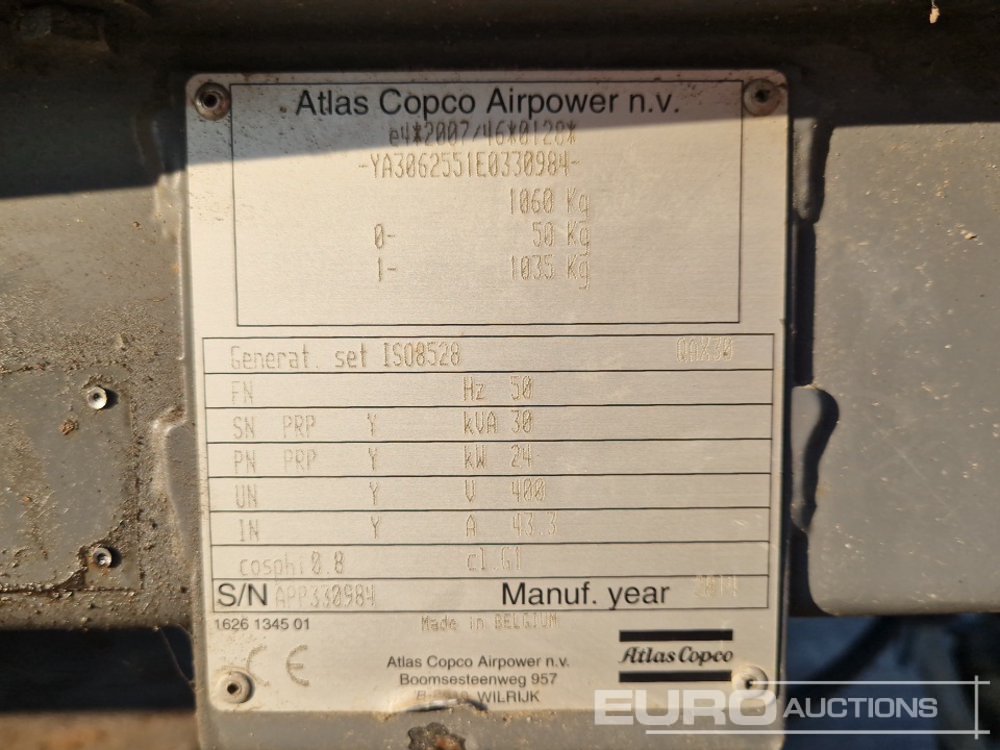 Atlas Copco Airpower n.v.
e4*2007/46*0128*
-YA3062551E0330984-
1060 Kg
0- 50 Kg
1- 1035 Kg
Generat. set ISO8528 QAX30
FN Hz 50
SN PRP Y kVA 30
PN PRP Y kW 24
UN Y V 400
IN Y A 43.3
cosphi 0.8 cl.G1
S/N APP330984 Manuf. year
1626 1345 01
Made in BELGIUM
CE
Atlas Copco Airpower n.v.
Boomsesteenweg 957
WILRIJK
Atlas Copco
EURO AUCTIONS